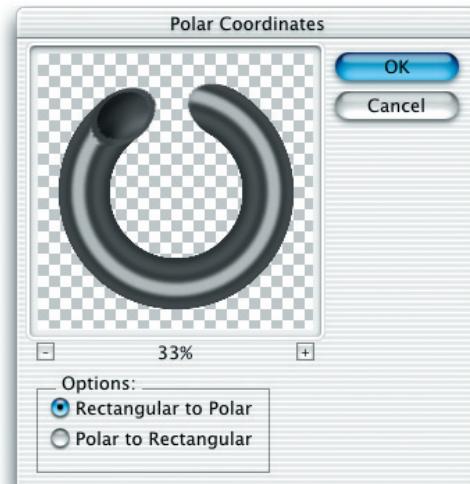 Polar Coordinates
OK
Cancel
- 33% +
Options:
Rectangular to Polar
Polar to Rectangular